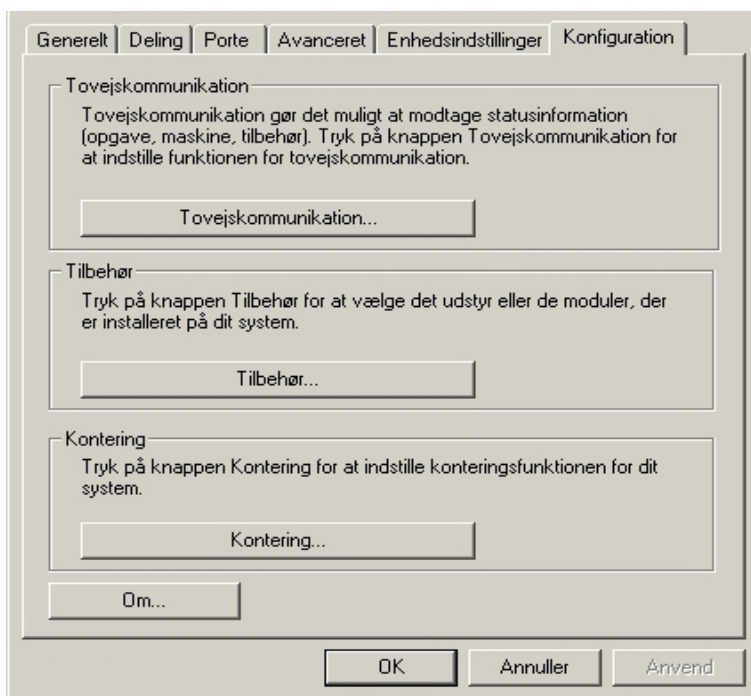 Generelt Deling Porte Avanceret Enhedsindstillinger Konfiguration
Tovejskommunikation
Tovejskommunikation gør det muligt at modtage statusinformation
(opgave, maskine, tilbehør). Tryk på knappen Tovejskommunikation for
at indstille funktionen for tovejskommunikation.
Tovejskommunikation...
Tilbehør
Tryk på knappen Tilbehør for at vælge det udstyr eller de moduler, der
er installeret på dit system.
Tilbehør...
Kontering
Tryk på knappen Kontering for at indstille konteringsfunktionen for dit
system.
Kontering...
Om...
OK Annuller Anvend